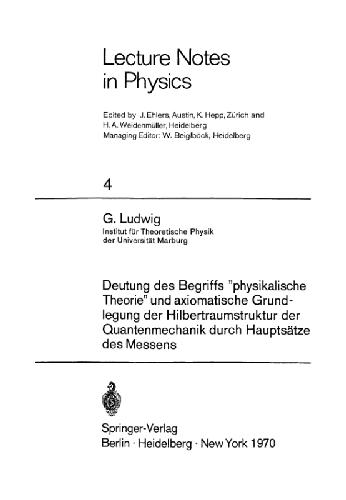 Lecture Notes
in Physics
Edited by J. Ehlers, Austin, K. Hepp, Zürich and
H. A. Weidenmüller, Heidelberg
Managing Editor: W. Beiglböck, Heidelberg
4
G. Ludwig
Institut für Theoretische Physik
der Universität Marburg
Deutung des Begriffs "physikalische
Theorie" und axiomatische Grund-
legung der Hilbertraumstruktur der
Quantenmechanik durch Hauptsätze
des Messens
Springer-Verlag
Berlin · Heidelberg · New York 1970